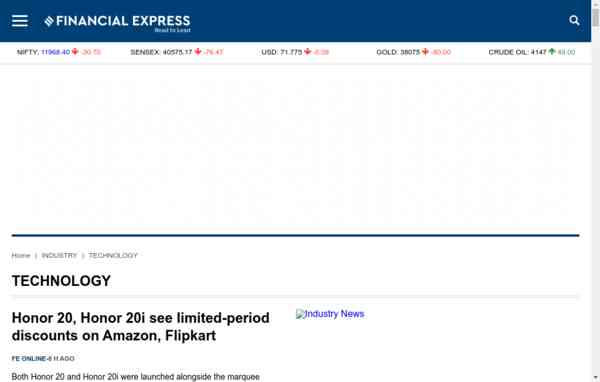 FINANCIAL EXPRESS
Read to Lead
NIFTY: 11968.40 -30.70 SENSEX: 40575.17 -76.47 USD: 71.775 -0.08 GOLD: 38075 -80.00 CRUDE OIL: 4147 49.00
Home | INDUSTRY | TECHNOLOGY
TECHNOLOGY
Honor 20, Honor 20i see limited-period
discounts on Amazon, Flipkart
Industry News
FE ONLINE-8 H AGO
Both Honor 20 and Honor 20i were launched alongside the marquee